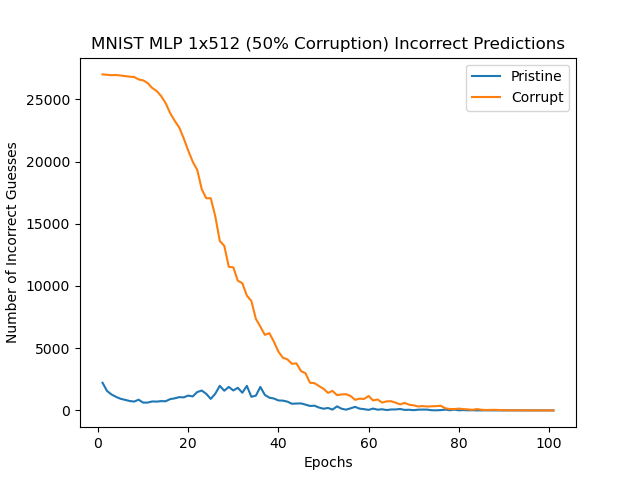 MNIST MLP 1x512 (50% Corruption) Incorrect Predictions
Pristine
Corrupt
Number of Incorrect Guesses
25000
20000
15000
10000
5000
0
0 20 40 60 80 100
Epochs